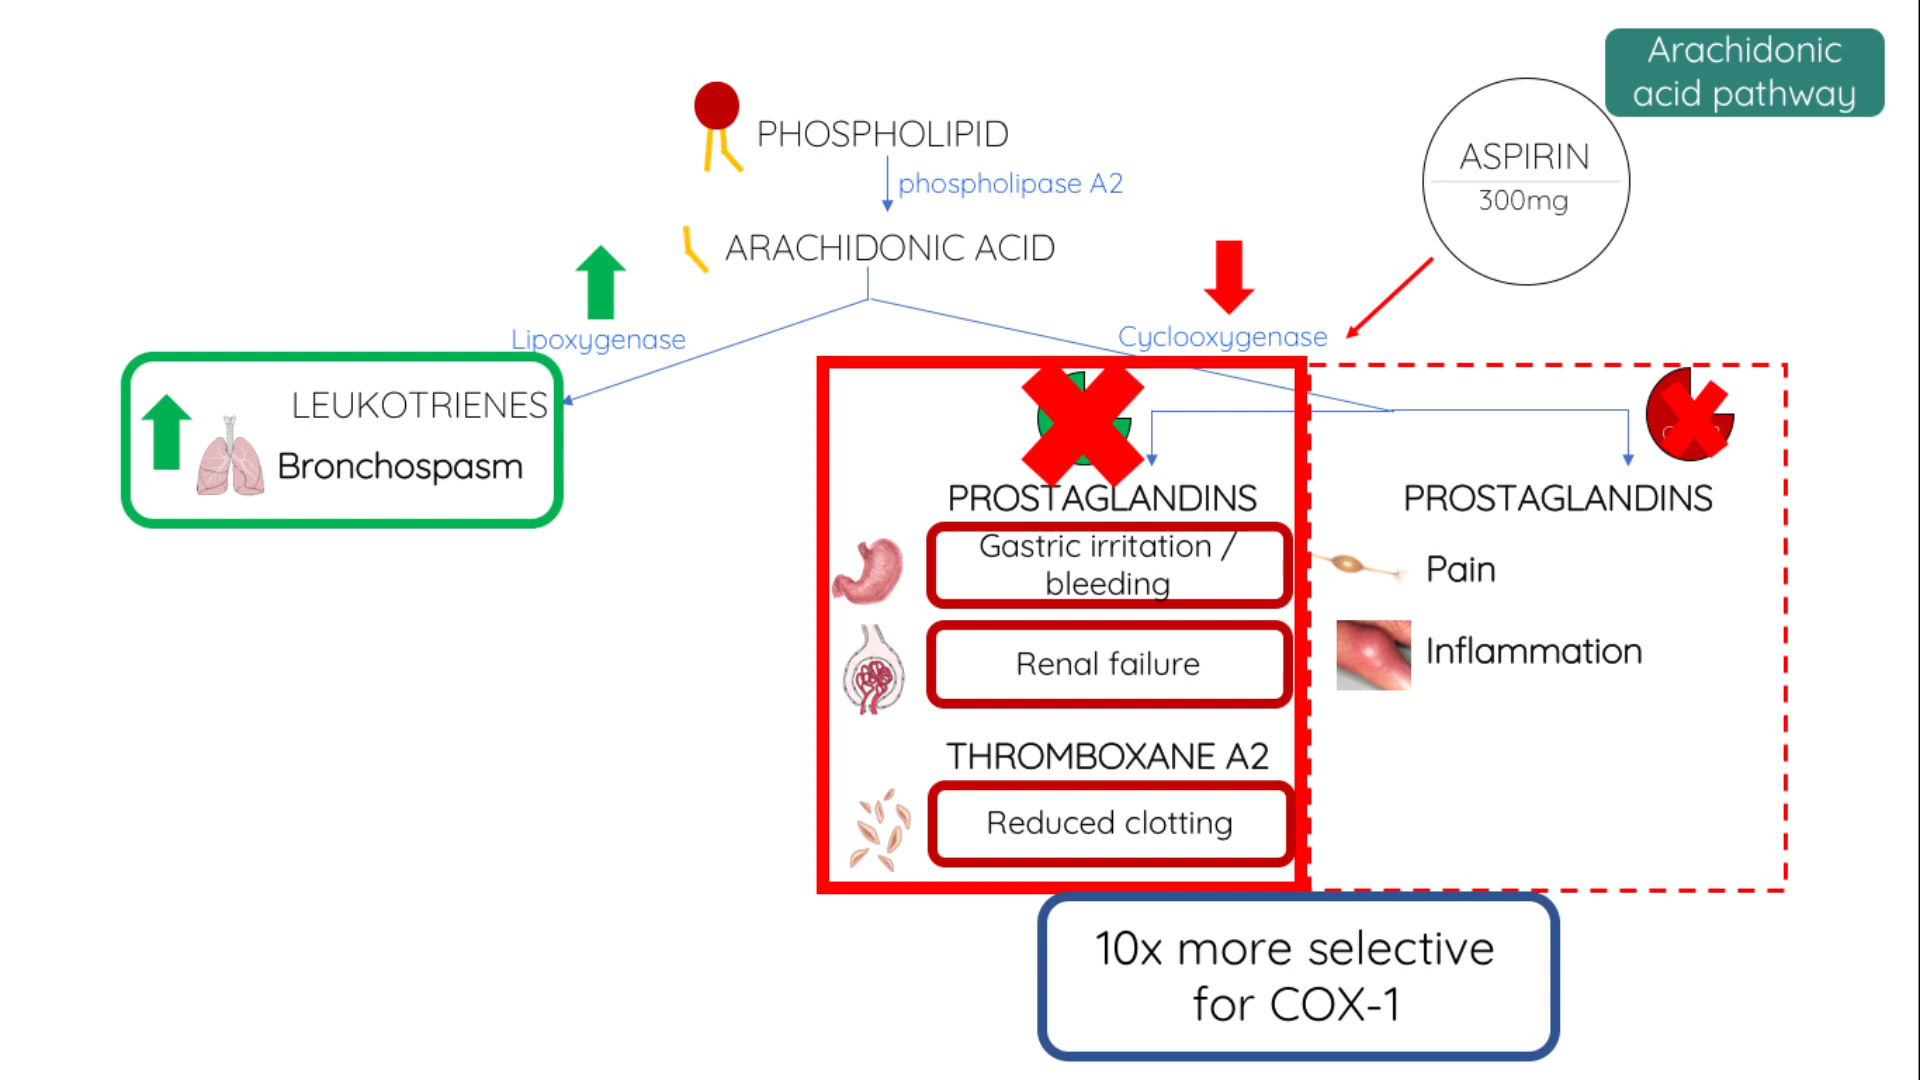 Arachidonic
acid pathway
PHOSPHOLIPID
phospholipase A2
ASPIRIN
300mg
ARACHIDONIC ACID
Lipoxygenase
Cyclooxygenase
LEUKOTRIENES
Bronchospasm
PROSTAGLANDINS
Gastric irritation /
bleeding
Renal failure
THROMBOXANE A2
Reduced clotting
PROSTAGLANDINS
Pain
Inflammation
10x more selective
for COX-1